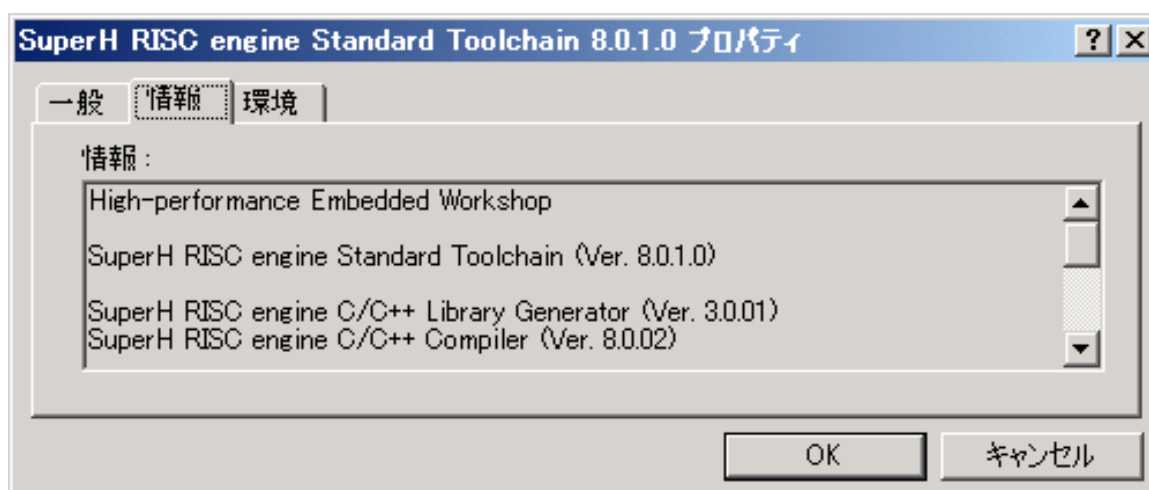 SuperH RISC engine Standard Toolchain 8.0.1.0 プロパティ
一般 情報 環境
情報 :
High-performance Embedded Workshop
SuperH RISC engine Standard Toolchain (Ver. 8.0.1.0)
SuperH RISC engine C/C++ Library Generator (Ver. 3.0.01)
SuperH RISC engine C/C++ Compiler (Ver. 8.0.02)
OK キャンセル